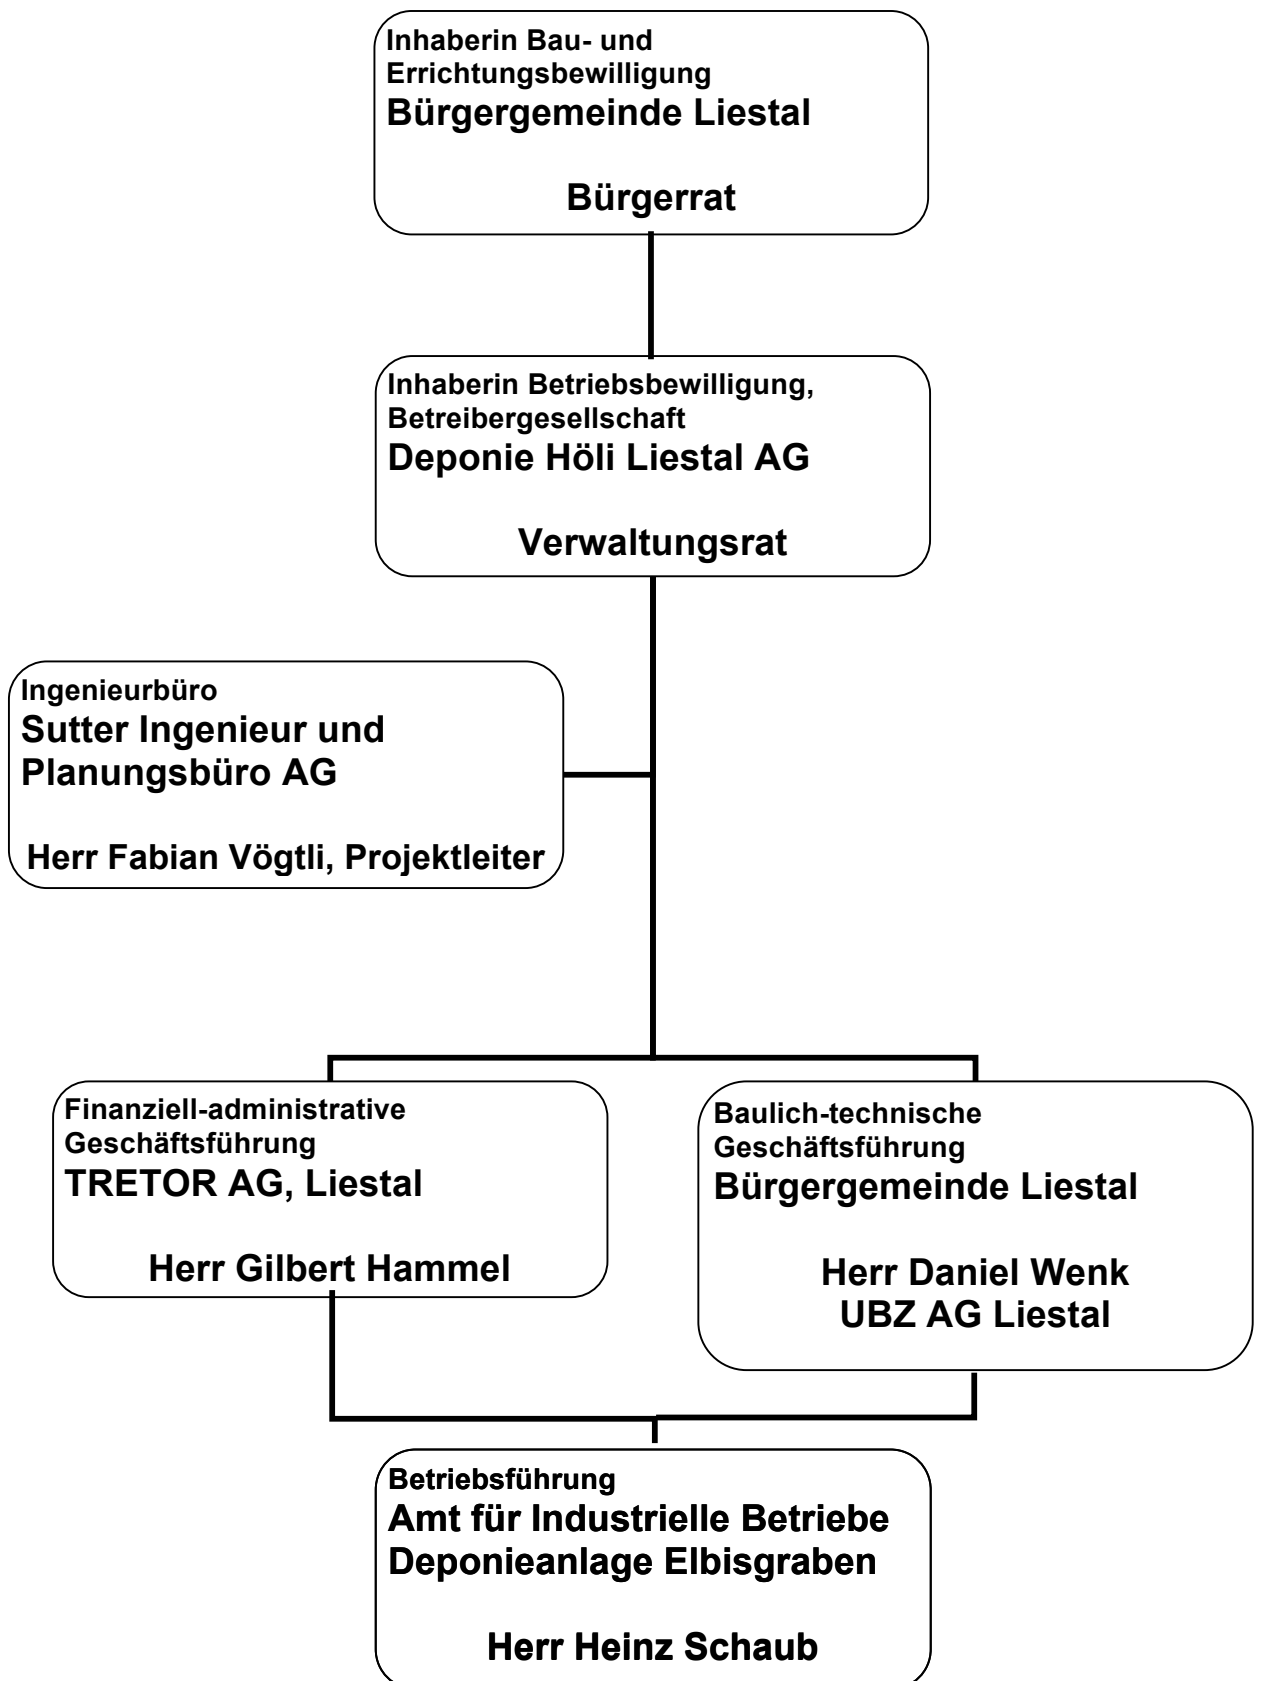 Inhaberin Bau- und
Errichtungsbewilligung
Bürgergemeinde Liestal
Bürgerrat
Inhaberin Betriebsbewilligung,
Betreibergesellschaft
Deponie Höli Liestal AG
Verwaltungsrat
Ingenieurbüro
Sutter Ingenieur und
Planungsbüro AG
Herr Fabian Vögtli, Projektleiter
Finanziell-administrative
Geschäftsführung
TRETOR AG, Liestal
Herr Gilbert Hammel
Baulich-technische
Geschäftsführung
Bürgergemeinde Liestal
Herr Daniel Wenk
UBZ AG Liestal
Betriebsführung
Amt für Industrielle Betriebe
Deponieanlage Elbisgraben
Herr Heinz Schaub